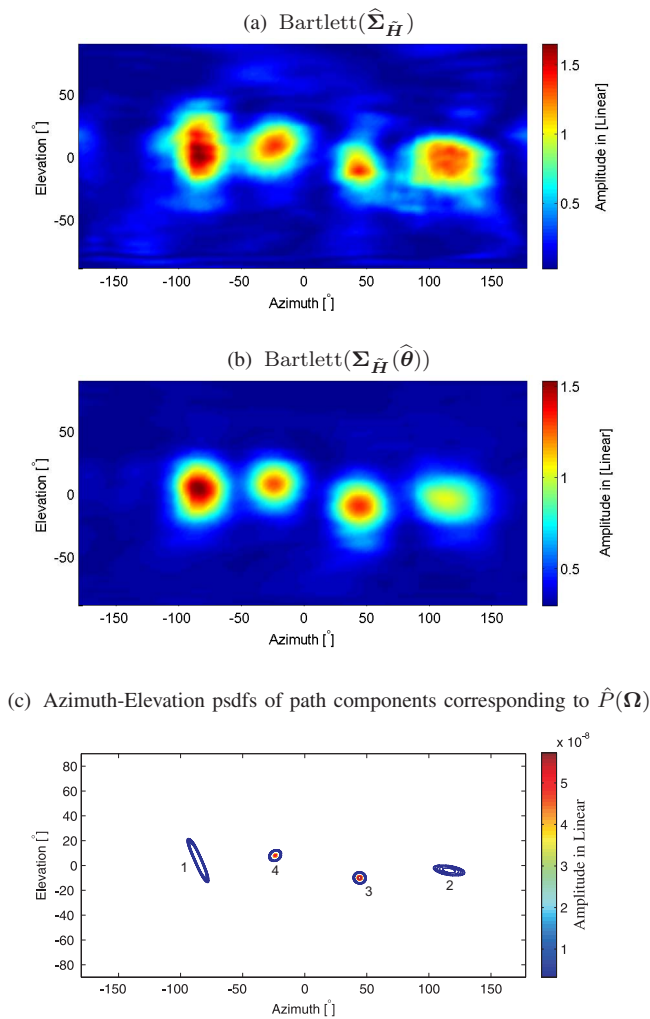 (a) Bartlett(Σ̂_H̃)
50
0
-50
Elevation [°]
-150 -100 -50 0 50 100 150
Azimuth [°]
1.5
1
0.5
Amplitude in [Linear]
(b) Bartlett(Σ_H̃(θ̂))
50
0
-50
Elevation [°]
-150 -100 -50 0 50 100 150
Azimuth [°]
1.5
1
0.5
Amplitude in [Linear]
(c) Azimuth-Elevation psdfs of path components corresponding to P̂(Ω)
80
60
40
20
0
-20
-40
-60
-80
Elevation [°]
1
4
3
2
-150 -100 -50 0 50 100 150
Azimuth [°]
x 10⁻⁸
5
4
3
2
1
Amplitude in Linear